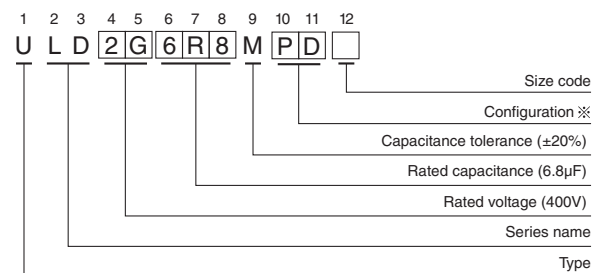 1 2 3 4 5 6 7 8 9 10 11 12
U L D 2 G 6 R 8 M P D
Size code
Configuration ※
Capacitance tolerance (±20%)
Rated capacitance (6.8µF)
Rated voltage (400V)
Series name
Type